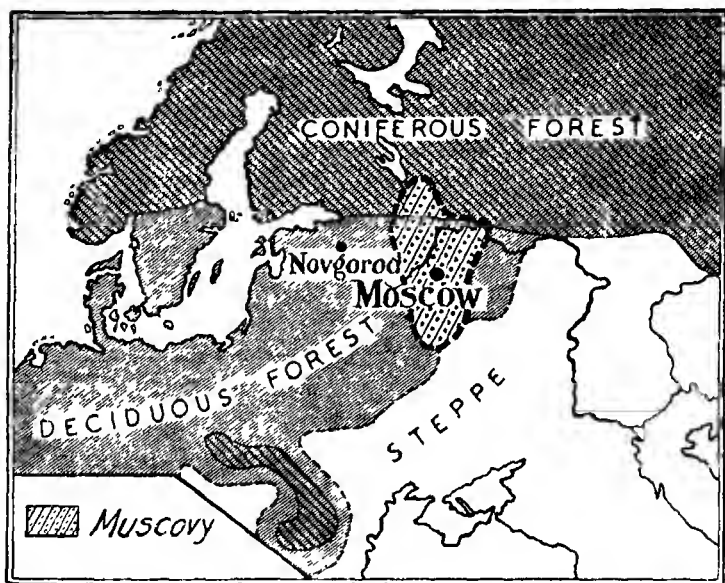 CONIFEROUS FOREST
Novgorod
Moscow
DECIDUOUS FOREST
STEPPE
Muscovy